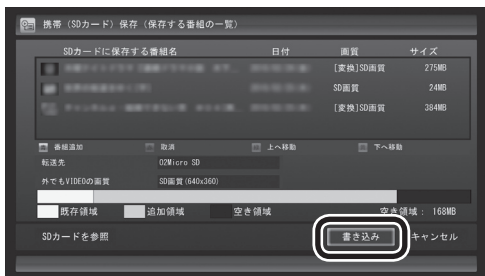 携帯（SDカード）保存（保存する番組の一覧）
SDカードに保存する番組名 日付 画質 サイズ
[変換]SD画質 275MB
SD画質 24MB
[変換]SD画質 384MB
番組追加 取消 上へ移動 下へ移動
転送先 02Micro SD
外でもVIDEOの画質 SD画質(640x360)
既存領域 追加領域 空き領域 空き領域： 168MB
SDカードを参照 書き込み キャンセル